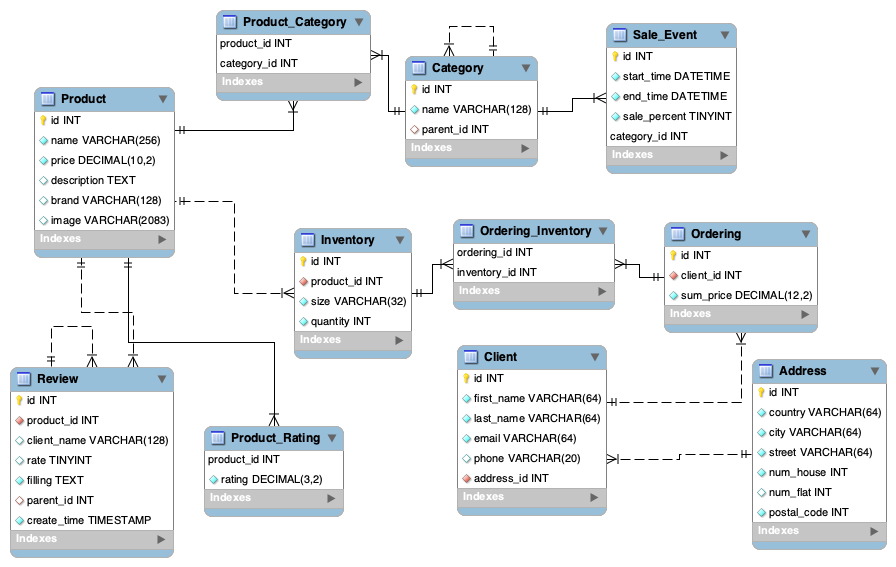 Product_Category
product_id INT
category_id INT
Indexes
Category
id INT
name VARCHAR(128)
parent_id INT
Indexes
Sale_Event
id INT
start_time DATETIME
end_time DATETIME
sale_percent TINYINT
category_id INT
Indexes
Product
id INT
name VARCHAR(256)
price DECIMAL(10,2)
description TEXT
brand VARCHAR(128)
image VARCHAR(2083)
Indexes
Inventory
id INT
product_id INT
size VARCHAR(32)
quantity INT
Indexes
Ordering_Inventory
ordering_id INT
inventory_id INT
Indexes
Ordering
id INT
client_id INT
sum_price DECIMAL(12,2)
Indexes
Review
id INT
product_id INT
client_name VARCHAR(128)
rate TINYINT
filling TEXT
parent_id INT
create_time TIMESTAMP
Indexes
Product_Rating
product_id INT
rating DECIMAL(3,2)
Indexes
Client
id INT
first_name VARCHAR(64)
last_name VARCHAR(64)
email VARCHAR(64)
phone VARCHAR(20)
address_id INT
Indexes
Address
id INT
country VARCHAR(64)
city VARCHAR(64)
street VARCHAR(64)
num_house INT
num_flat INT
postal_code INT
Indexes